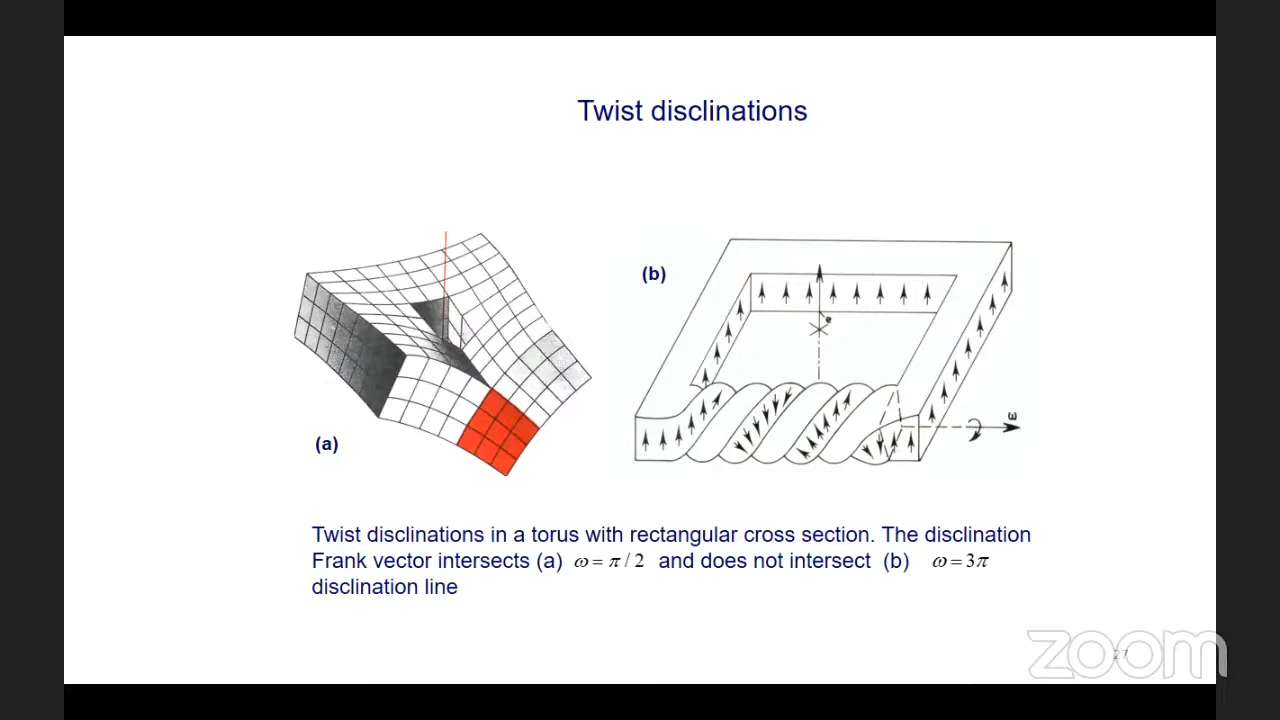 Twist disclinations
(a)
(b)
e
ω
Twist disclinations in a torus with rectangular cross section. The disclination
Frank vector intersects (a) ω = π / 2 and does not intersect (b) ω = 3π
disclination line
27
zoom